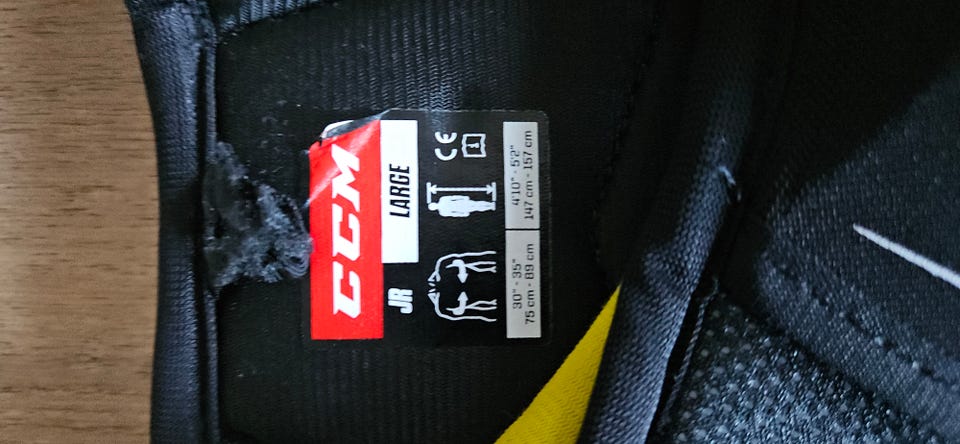 CCM
JR LARGE
CE
30" - 35"
75 cm - 89 cm
4'10" - 5'2"
147 cm - 157 cm